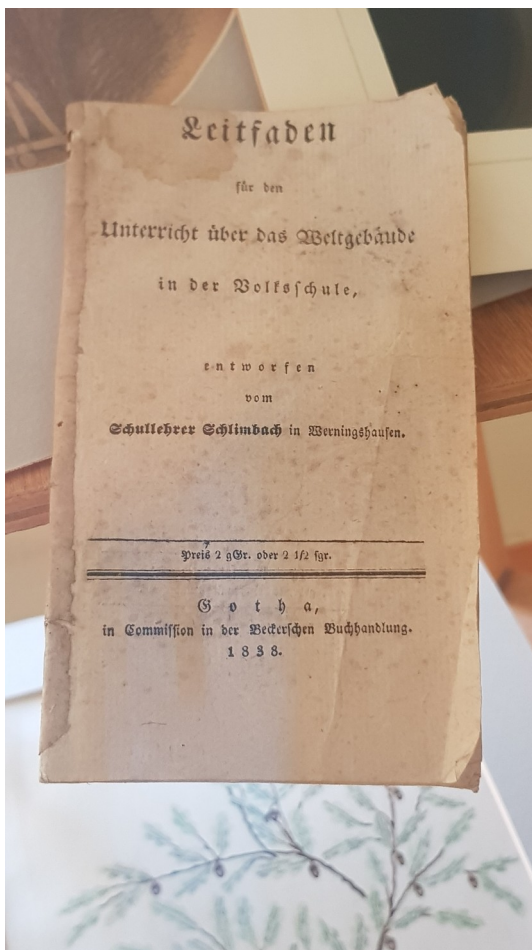 Leitfaden
für den
Unterricht über das Weltgebäude
in der Volksschule,
entworfen
vom
Schullehrer Schlimbach in Werningshausen.
Preis 2 gGr. oder 2 1/2 sgr.
Gotha,
in Commission in der Beckerschen Buchhandlung.
1838.